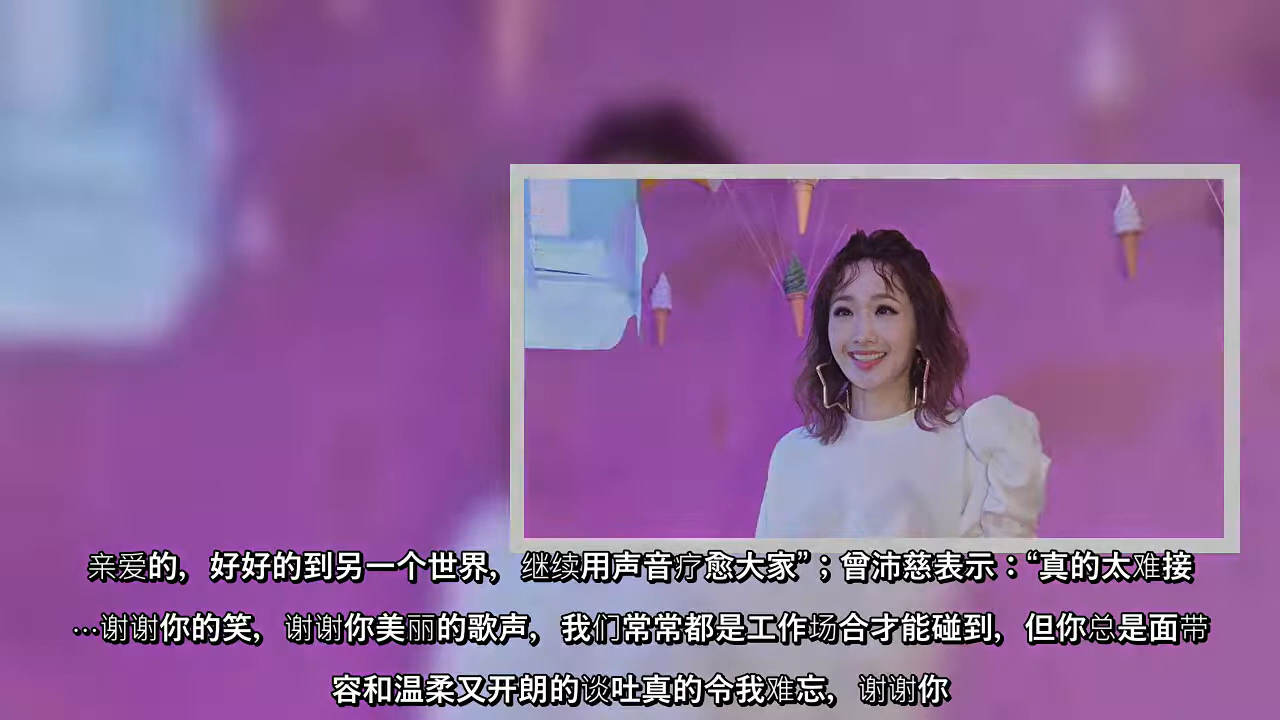 亲爱的，好好的到另一个世界，继续用声音疗愈大家”；曾沛慈表示：“真的太难接
…谢谢你的笑，谢谢你美丽的歌声，我们常常都是工作场合才能碰到，但你总是面带
容和温柔又开朗的谈吐真的令我难忘，谢谢你